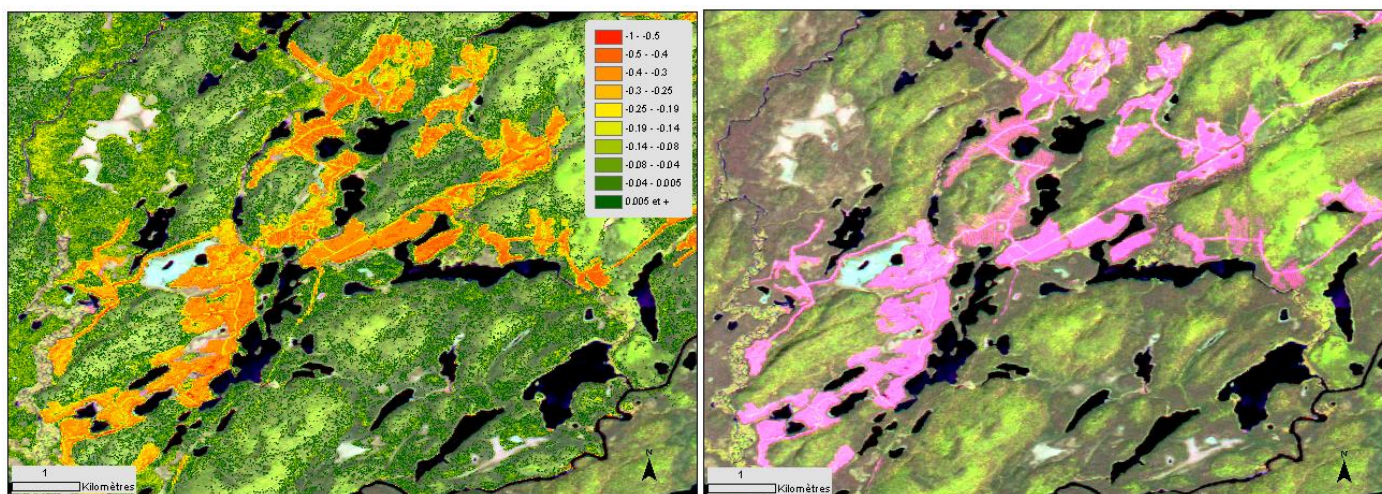 -1 - -0.5
-0.5 - -0.4
-0.4 - -0.3
-0.3 - -0.25
-0.25 - -0.19
-0.19 - -0.14
-0.14 - -0.08
-0.08 - -0.04
-0.04 - 0.005
0.005 et +
1
Kilomètres
N
1
Kilomètres
N